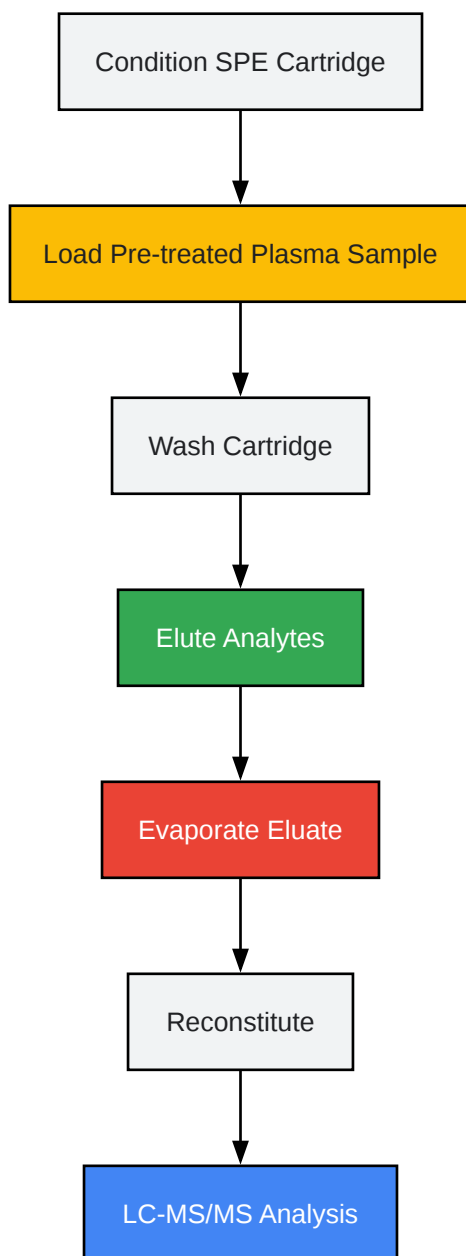 Condition SPE Cartridge
Load Pre-treated Plasma Sample
Wash Cartridge
Elute Analytes
Evaporate Eluate
Reconstitute
LC-MS/MS Analysis